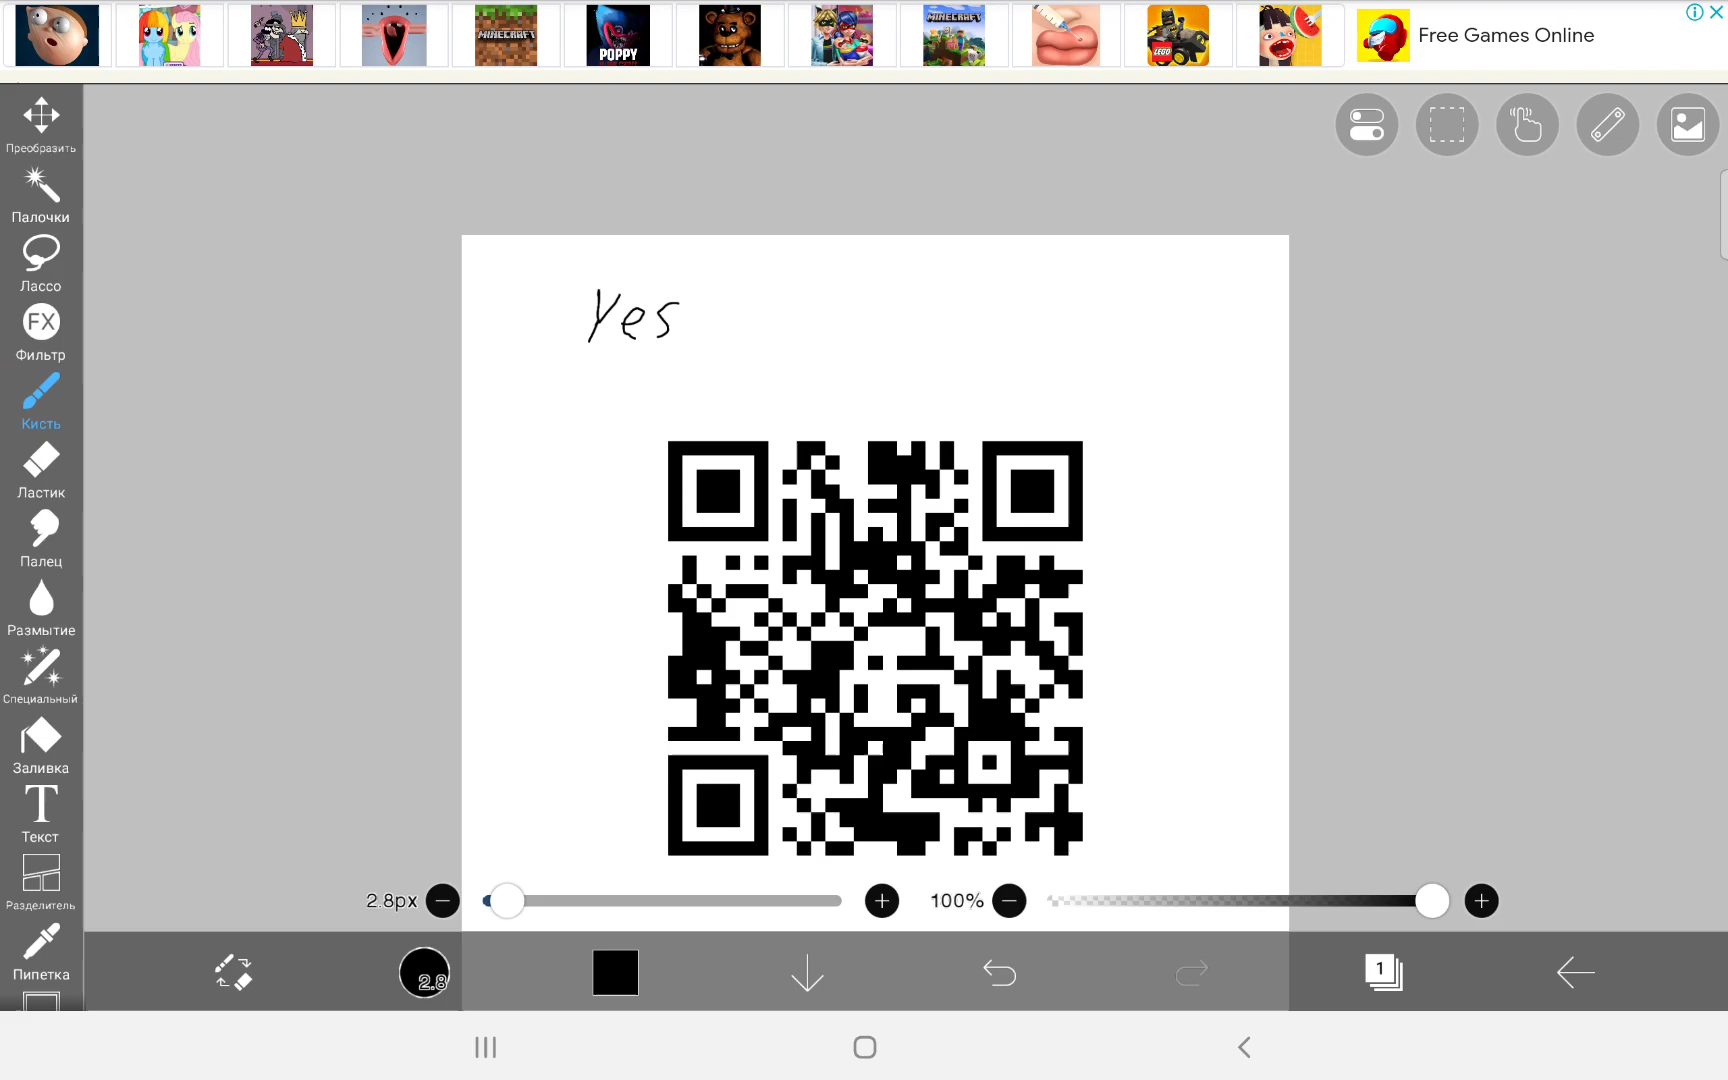 MINECRAFT
POPPY
MINECRAFT
LEGO
Free Games Online
Преобразить
Палочки
Лассо
FX
Фильтр
Кисть
Ластик
Палец
Размытие
Специальный
Заливка
T
Текст
Разделитель
Пипетка
Yes
2.8px
100%
2.8
1